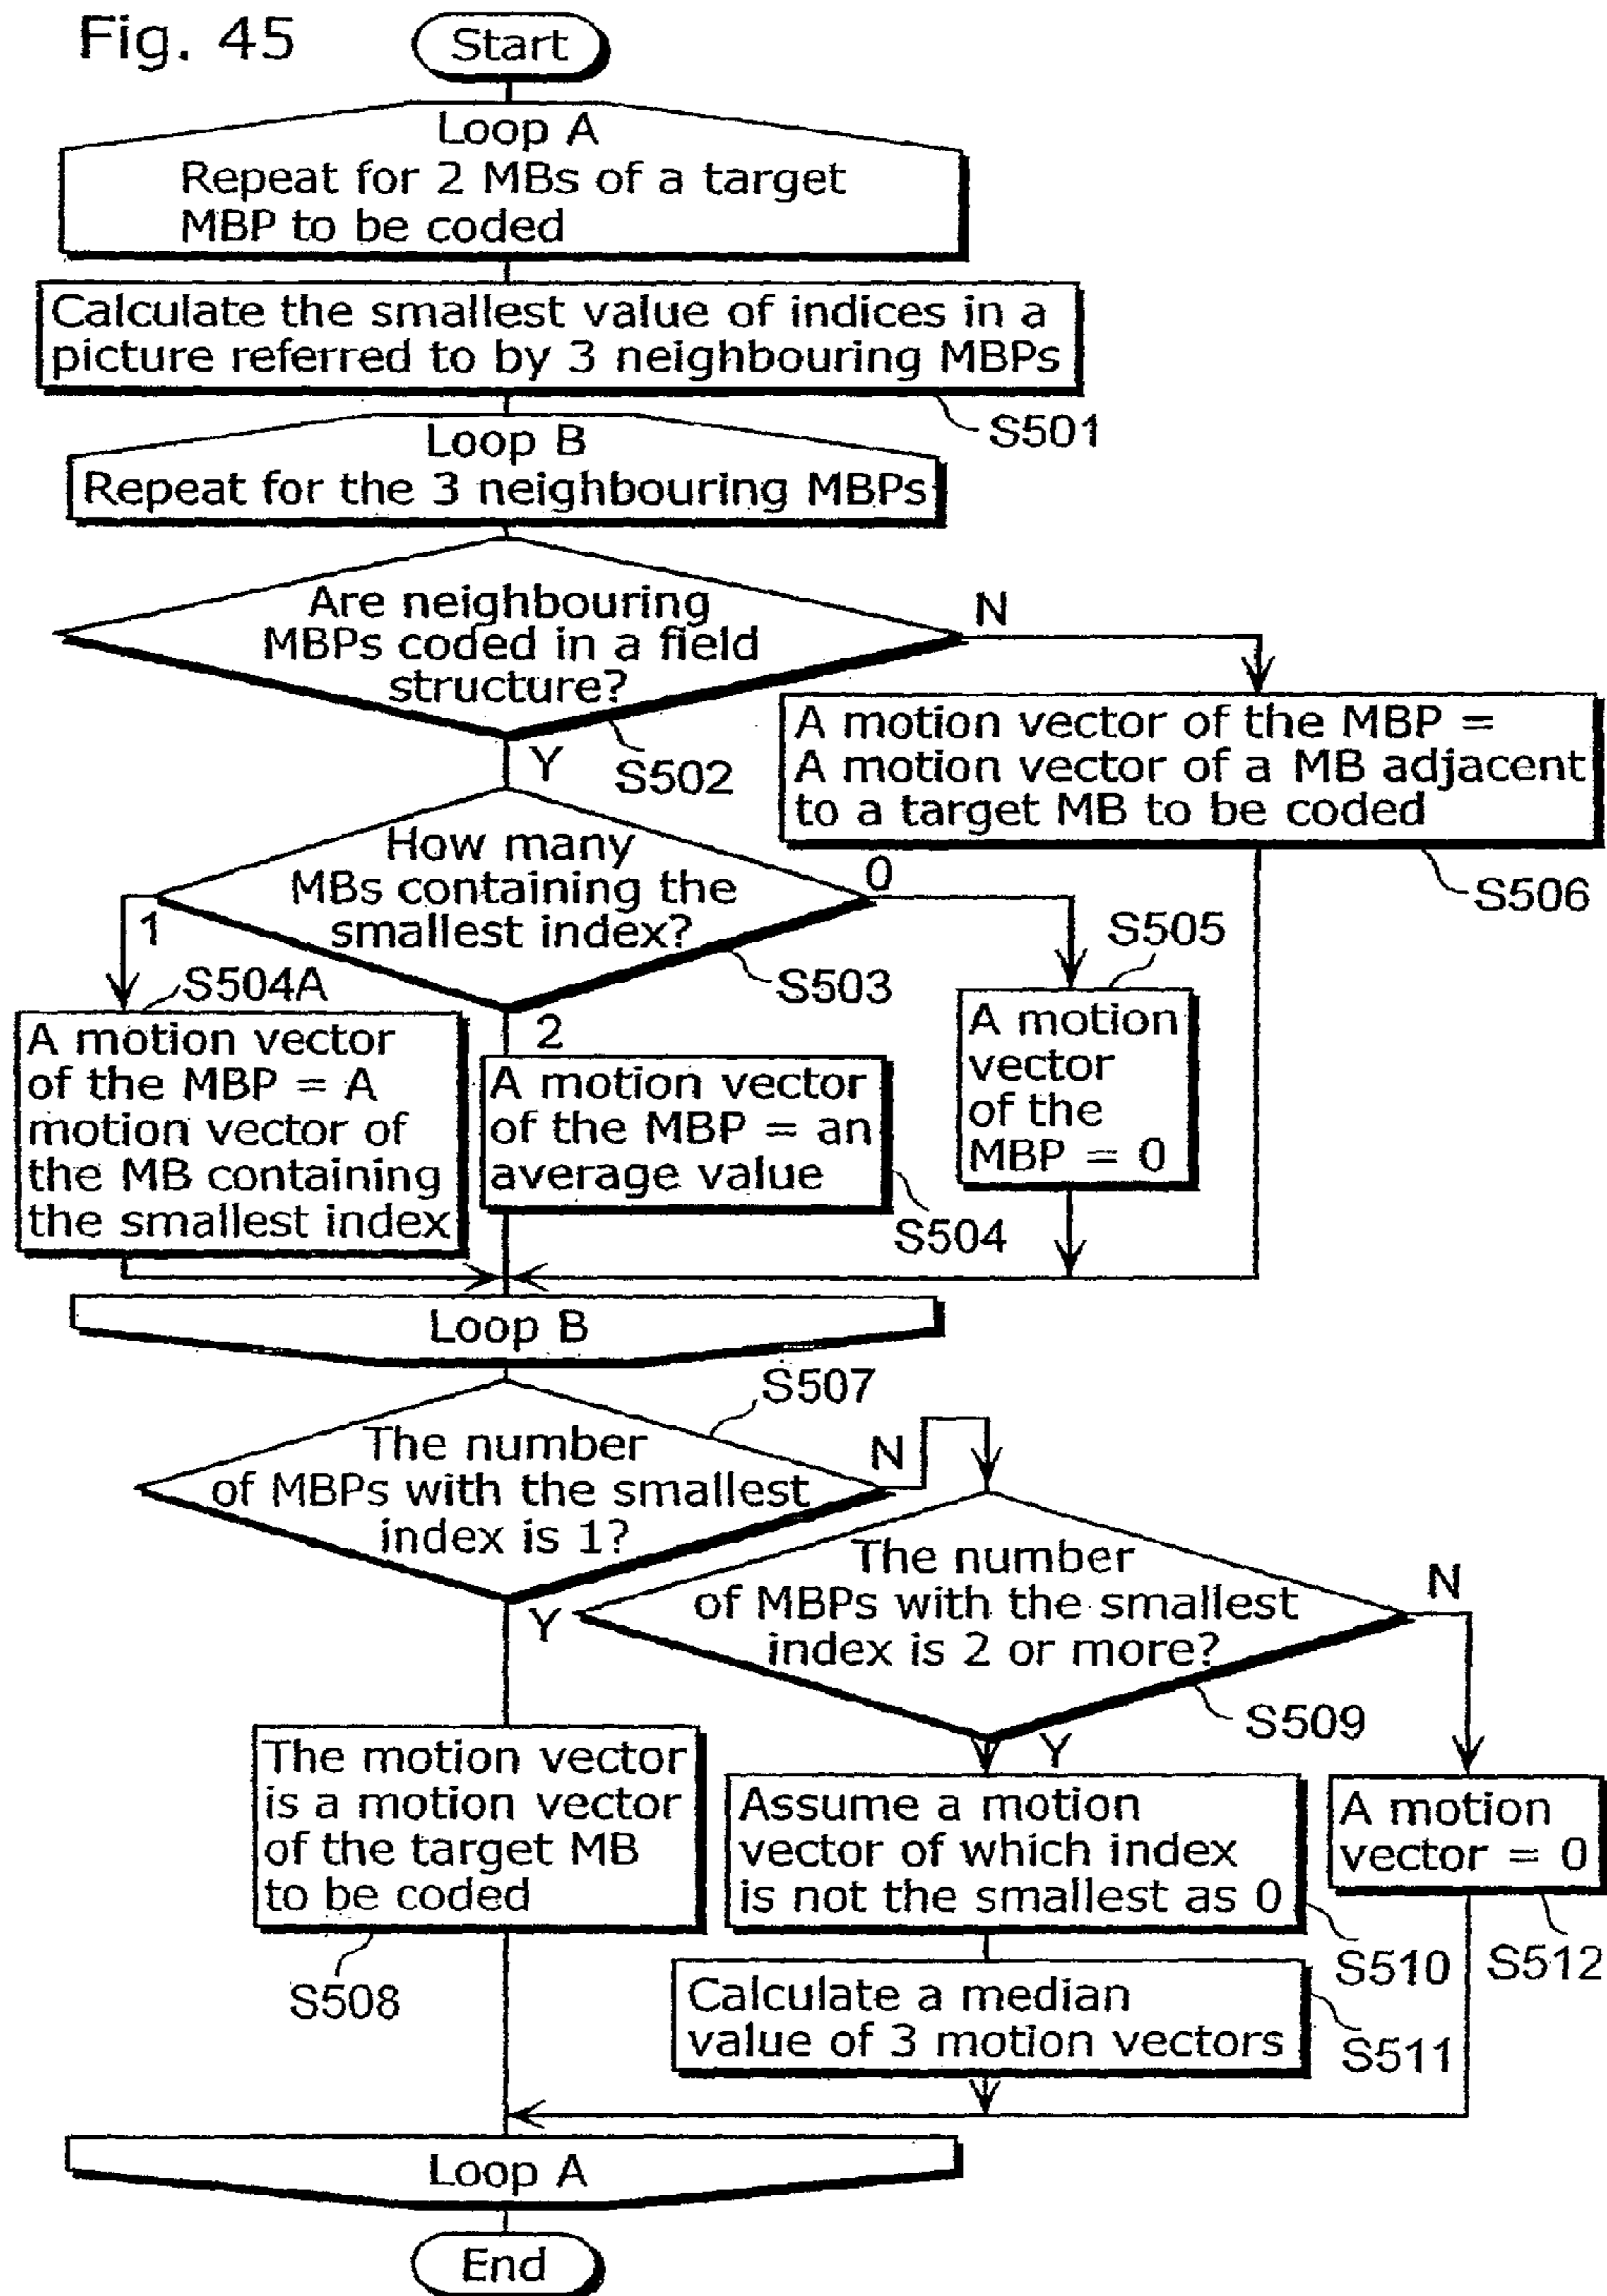 Fig. 45
Start
Loop A
Repeat for 2 MBs of a target
MBP to be coded
Calculate the smallest value of indices in a
picture referred to by 3 neighbouring MBPs
S501
Loop B
Repeat for the 3 neighbouring MBPs
Are neighbouring
MBPs coded in a field
structure?
N
Y
S502
A motion vector of the MBP =
A motion vector of a MB adjacent
to a target MB to be coded
S506
How many
MBs containing the
smallest index?
0
1
2
S503
S505
S504A
A motion vector
of the MBP = A
motion vector of
the MB containing
the smallest index
A motion vector
of the MBP = an
average value
S504
A motion
vector
of the
MBP = 0
Loop B
S507
The number
of MBPs with the smallest
index is 1?
N
Y
The number
of MBPs with the smallest
index is 2 or more?
N
Y
S509
The motion vector
is a motion vector
of the target MB
to be coded
S508
Assume a motion
vector of which index
is not the smallest as 0
S510
A motion
vector = 0
S512
Calculate a median
value of 3 motion vectors
S511
Loop A
End